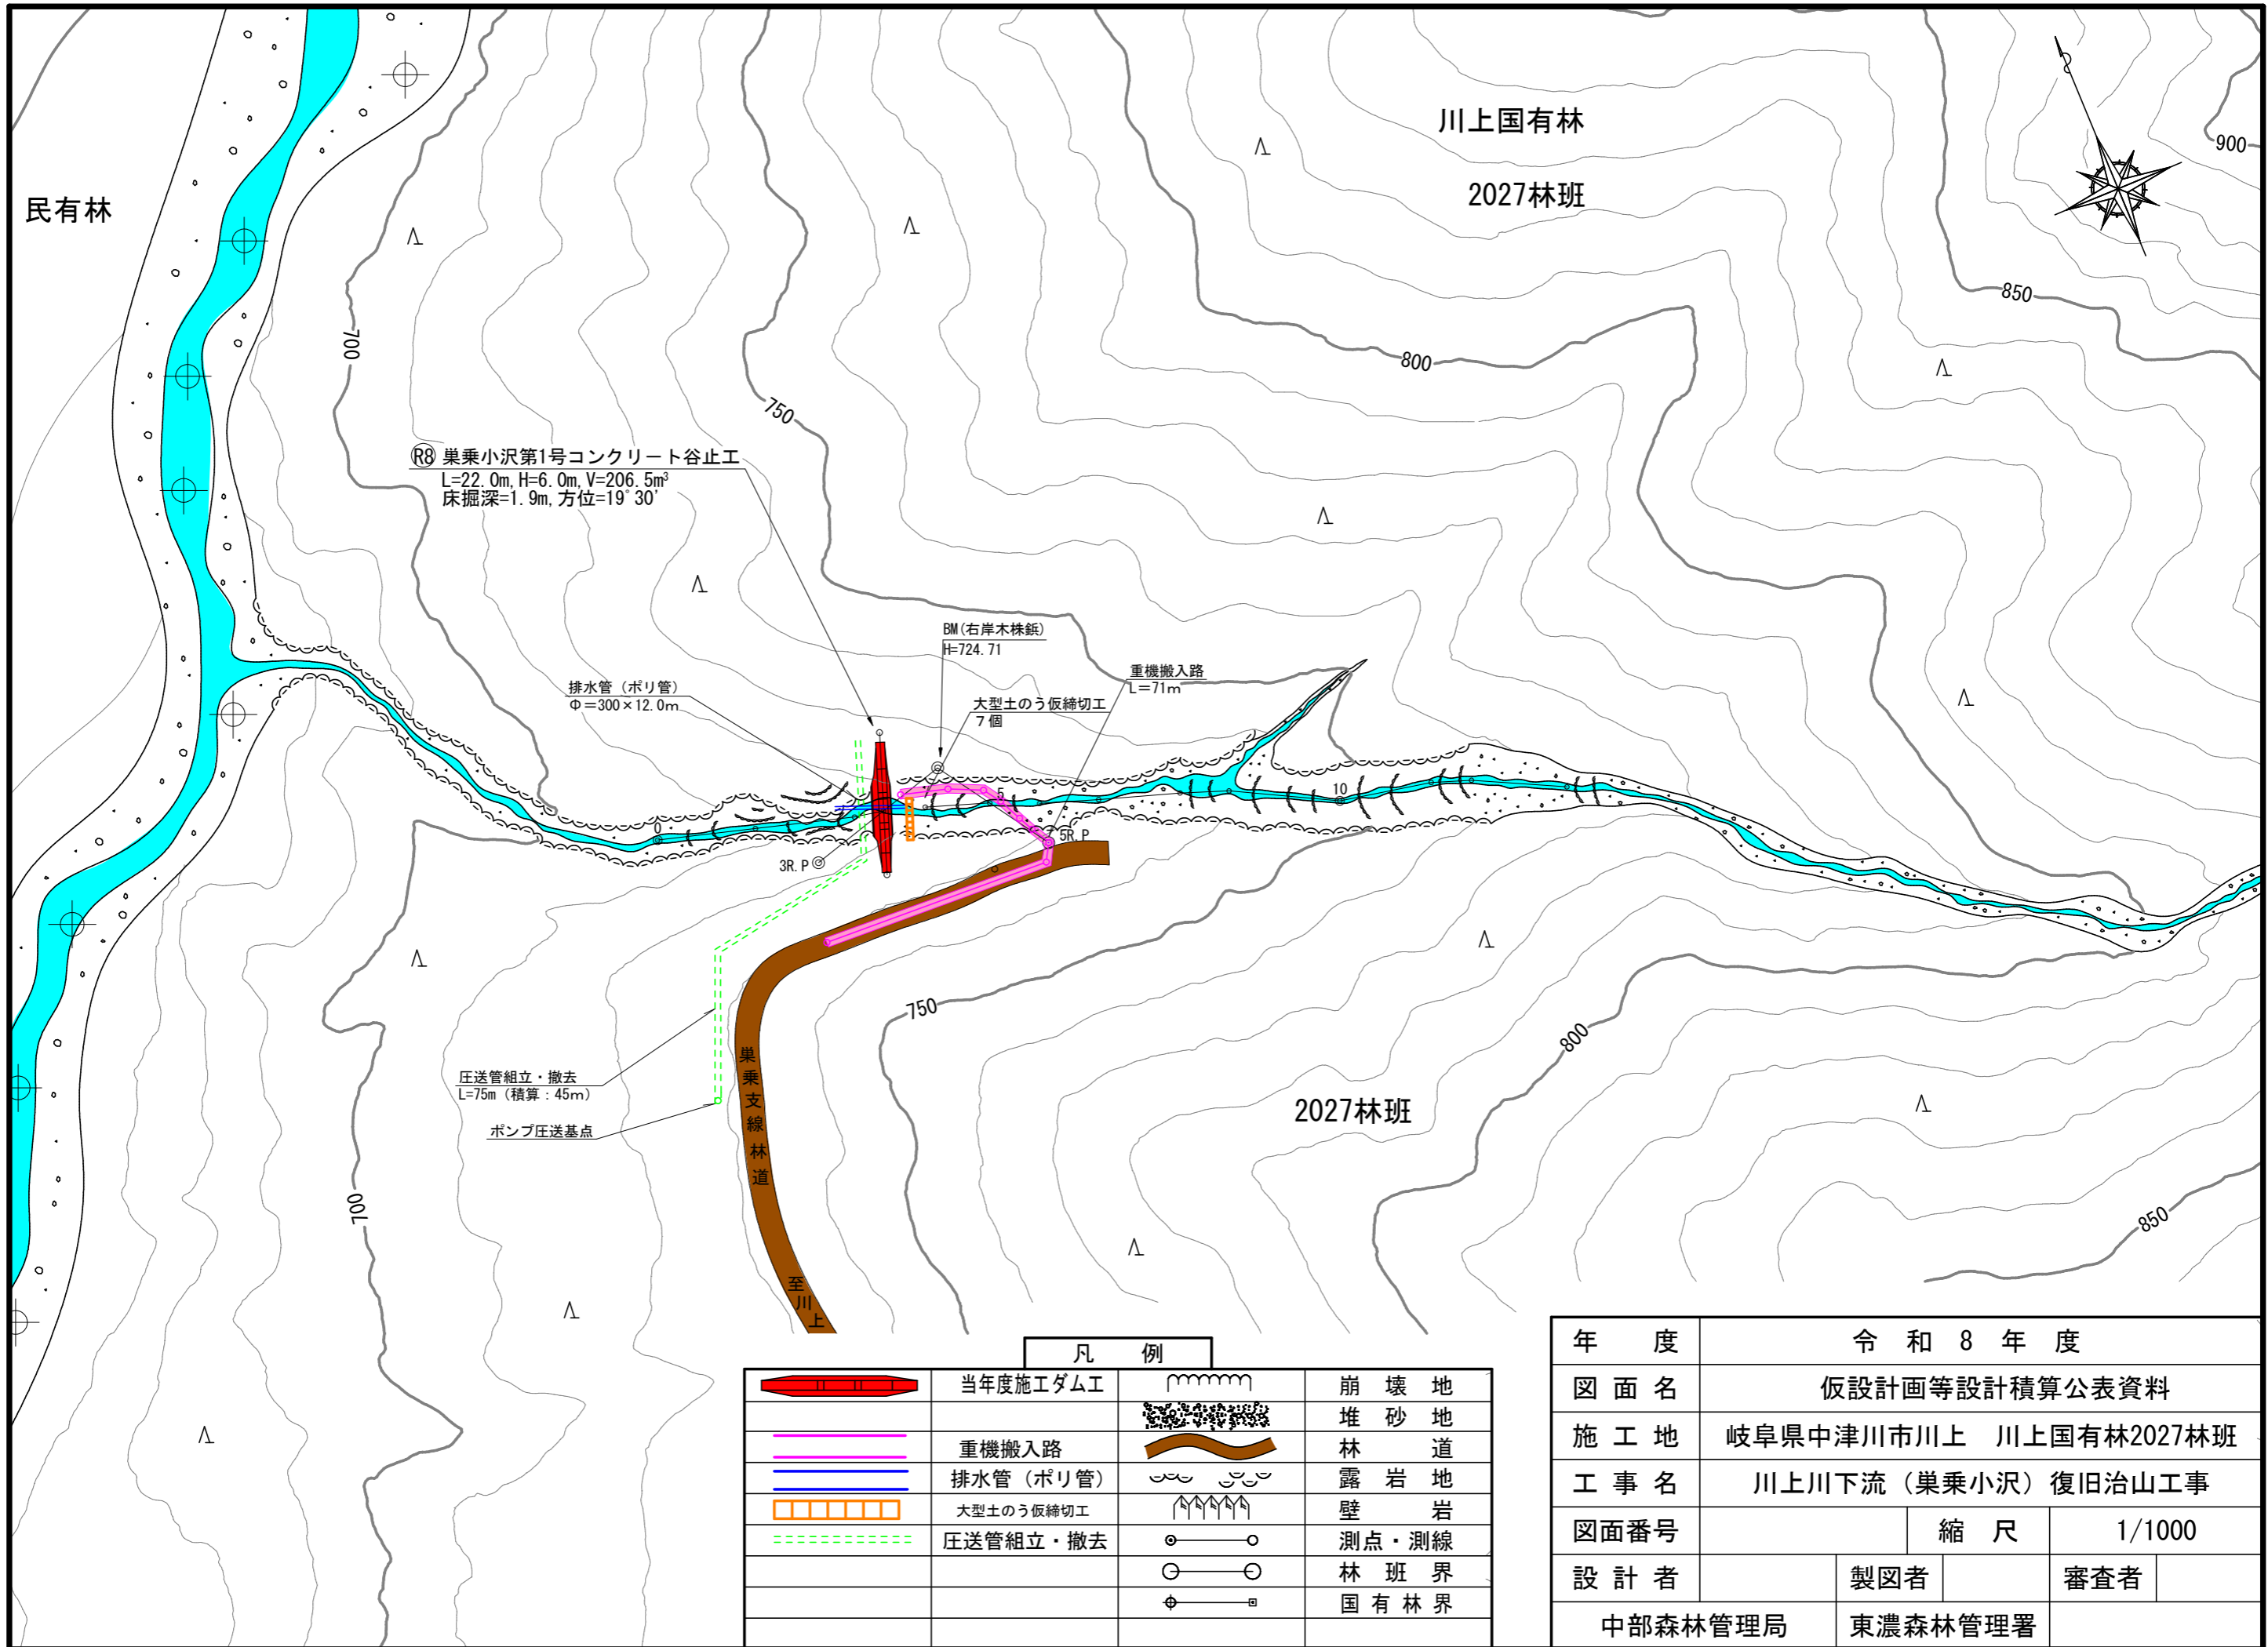 川上国有林
2027林班
民有林
900
850
800
750
700
Ⓡ8 巣乗小沢第1号コンクリート谷止工
L=22.0m, H=6.0m, V=206.5m³
床掘深=1.9m, 方位=19°30′
BM(右岸木株鋲)
H=724.71
重機搬入路
L=71m
排水管（ポリ管）
Φ=300×12.0m
大型土のう仮締切工
7個
0
5
10
3R.P
5R.P
圧送管組立・撤去
L=75m（積算：45m）
ポンプ圧送基点
巣乗支線林道
至川上
750
800
2027林班
850
700
凡例
当年度施工ダム工
崩壊地
堆砂地
重機搬入路
林道
排水管（ポリ管）
露岩地
大型土のう仮締切工
壁岩
圧送管組立・撤去
測点・測線
林班界
国有林界
年度 令和8年度
図面名 仮設計画等設計積算公表資料
施工地 岐阜県中津川市川上 川上国有林2027林班
工事名 川上川下流（巣乗小沢）復旧治山工事
図面番号 縮尺 1/1000
設計者 製図者 審査者
中部森林管理局 東濃森林管理署